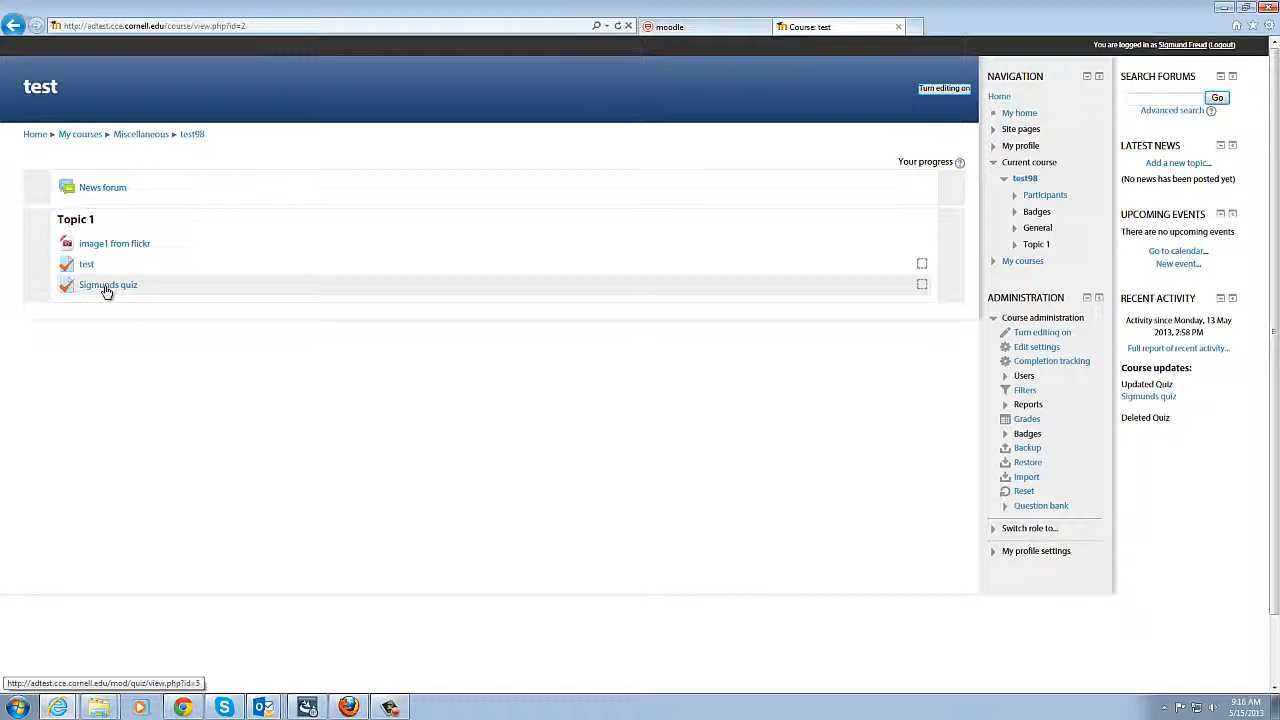 http://adtest.cce.cornell.edu/course/view.php?id=2
moodle
Course: test
You are logged in as Sigmund Freud (Logout)
test
Turn editing on
Home ► My courses ► Miscellaneous ► test98
Your progress
News forum
Topic 1
image1 from flickr
test
Sigmunds quiz
NAVIGATION
Home
My home
Site pages
My profile
Current course
test98
Participants
Badges
General
Topic 1
My courses
ADMINISTRATION
Course administration
Turn editing on
Edit settings
Completion tracking
Users
Filters
Reports
Grades
Badges
Backup
Restore
Import
Reset
Question bank
Switch role to...
My profile settings
SEARCH FORUMS
Go
Advanced search
LATEST NEWS
Add a new topic...
(No news has been posted yet)
UPCOMING EVENTS
There are no upcoming events
Go to calendar...
New event...
RECENT ACTIVITY
Activity since Monday, 13 May
2013, 2:58 PM
Full report of recent activity...
Course updates:
Updated Quiz
Sigmunds quiz
Deleted Quiz
http://adtest.cce.cornell.edu/mod/quiz/view.php?id=5
9:16 AM
5/15/2013